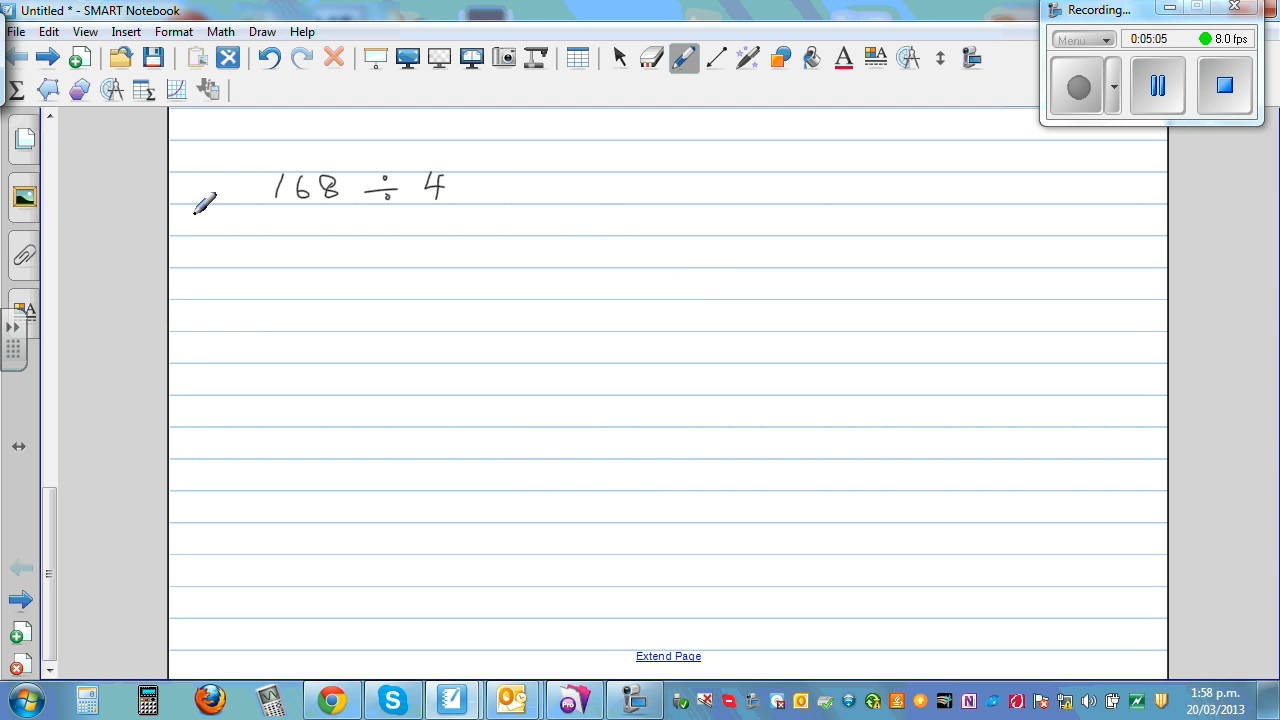 Untitled * - SMART Notebook
File Edit View Insert Format Math Draw Help
Recording...
Menu 0:05:05 8.0 fps
168 ÷ 4
Extend Page
1:58 p.m.
20/03/2013